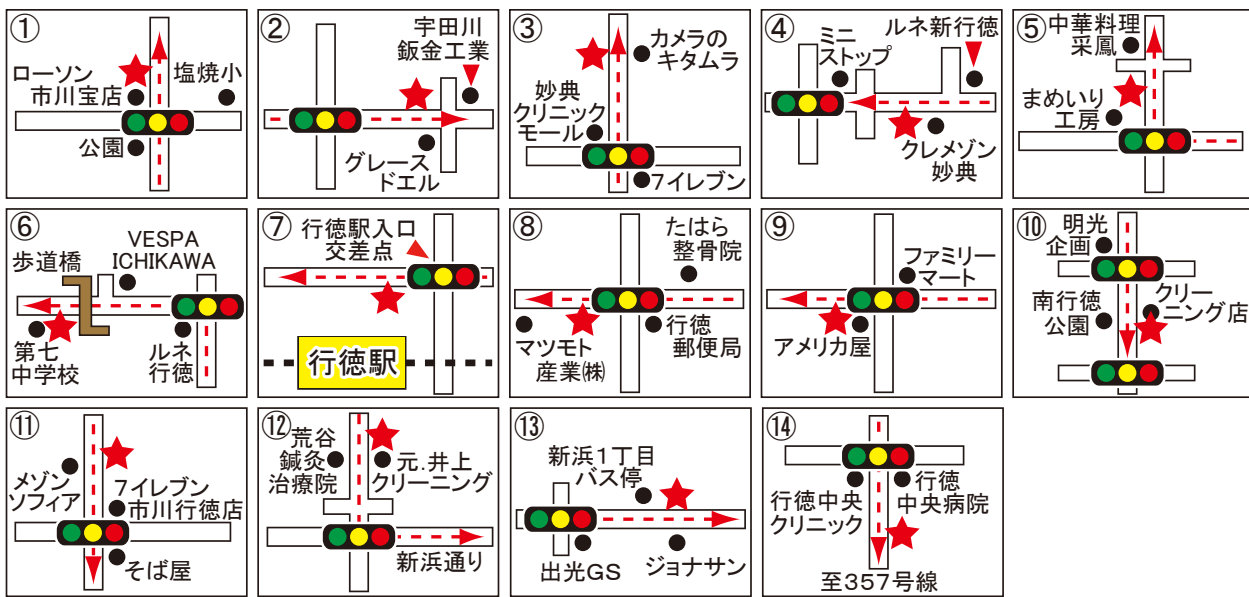 ①
ローソン
市川宝店
塩焼小
公園
②
宇田川
鈑金工業
グレース
ドエル
③
カメラの
キタムラ
妙典
クリニック
モール
7イレブン
④
ミニ
ストップ
ルネ新行徳
クレメゾン
妙典
⑤
中華料理
采鳳
まめいり
工房
⑥
歩道橋
VESPA
ICHIKAWA
第七
中学校
ルネ
行徳
⑦
行徳駅入口
交差点
行徳駅
⑧
たはら
整骨院
マツモト
産業㈱
行徳
郵便局
⑨
ファミリー
マート
アメリカ屋
⑩
明光
企画
南行徳
公園
クリー
ニング店
⑪
メゾン
ソフィア
7イレブン
市川行徳店
そば屋
⑫
荒谷
鍼灸
治療院
元.井上
クリーニング
新浜通り
⑬
新浜1丁目
バス停
出光GS
ジョナサン
⑭
行徳中央
クリニック
行徳
中央病院
至357号線